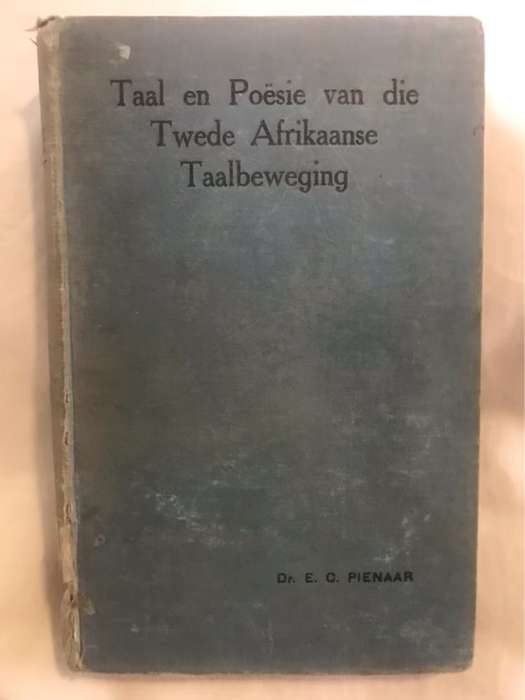 Taal en Poësie van die
Twede Afrikaanse
Taalbeweging
Dr. E. C. PIENAAR